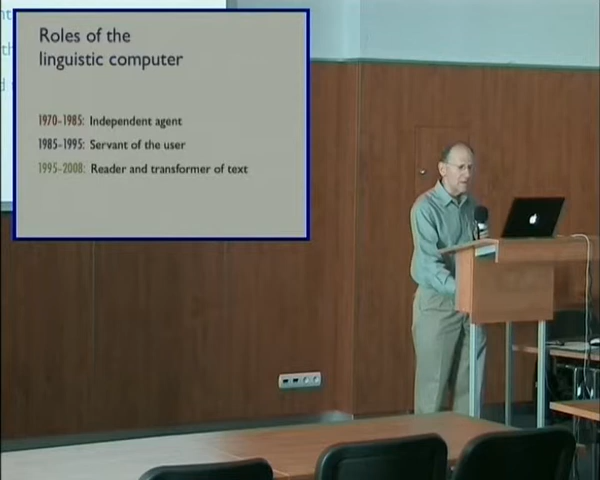 Roles of the
linguistic computer
1970-1985: Independent agent
1985-1995: Servant of the user
1995-2008: Reader and transformer of text